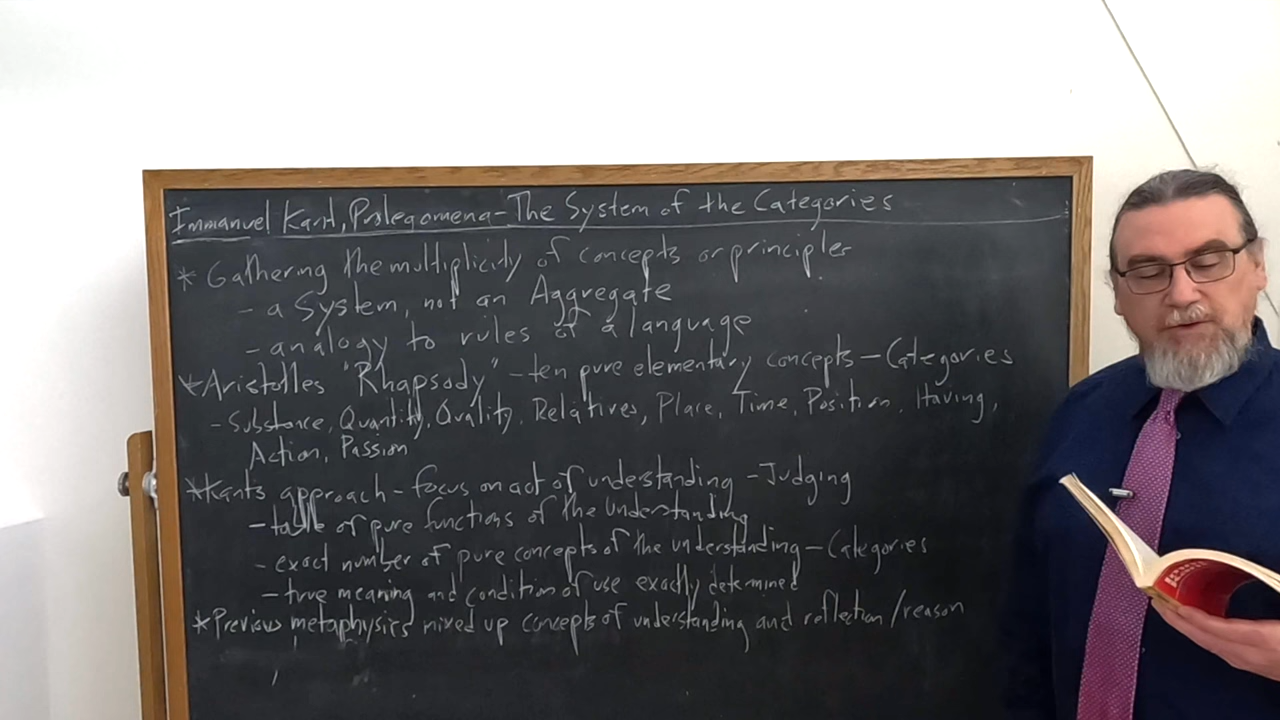 Immanuel Kant, Prolegomena - The System of the Categories
* Gathering the multiplicity of concepts or principles
- a System, not an Aggregate
- analogy to rules of a language
* Aristotles "Rhapsody" - ten pure elementary concepts - Categories
- Substance, Quantity, Quality, Relatives, Place, Time, Position, Having,
Action, Passion
* Kants approach - focus on act of understanding - Judging
- table of pure functions of the Understanding
- exact number of pure concepts of the understanding - Categories
- true meaning and condition of use exactly determined
* Previous metaphysics mixed up concepts of understanding and reflection/reason